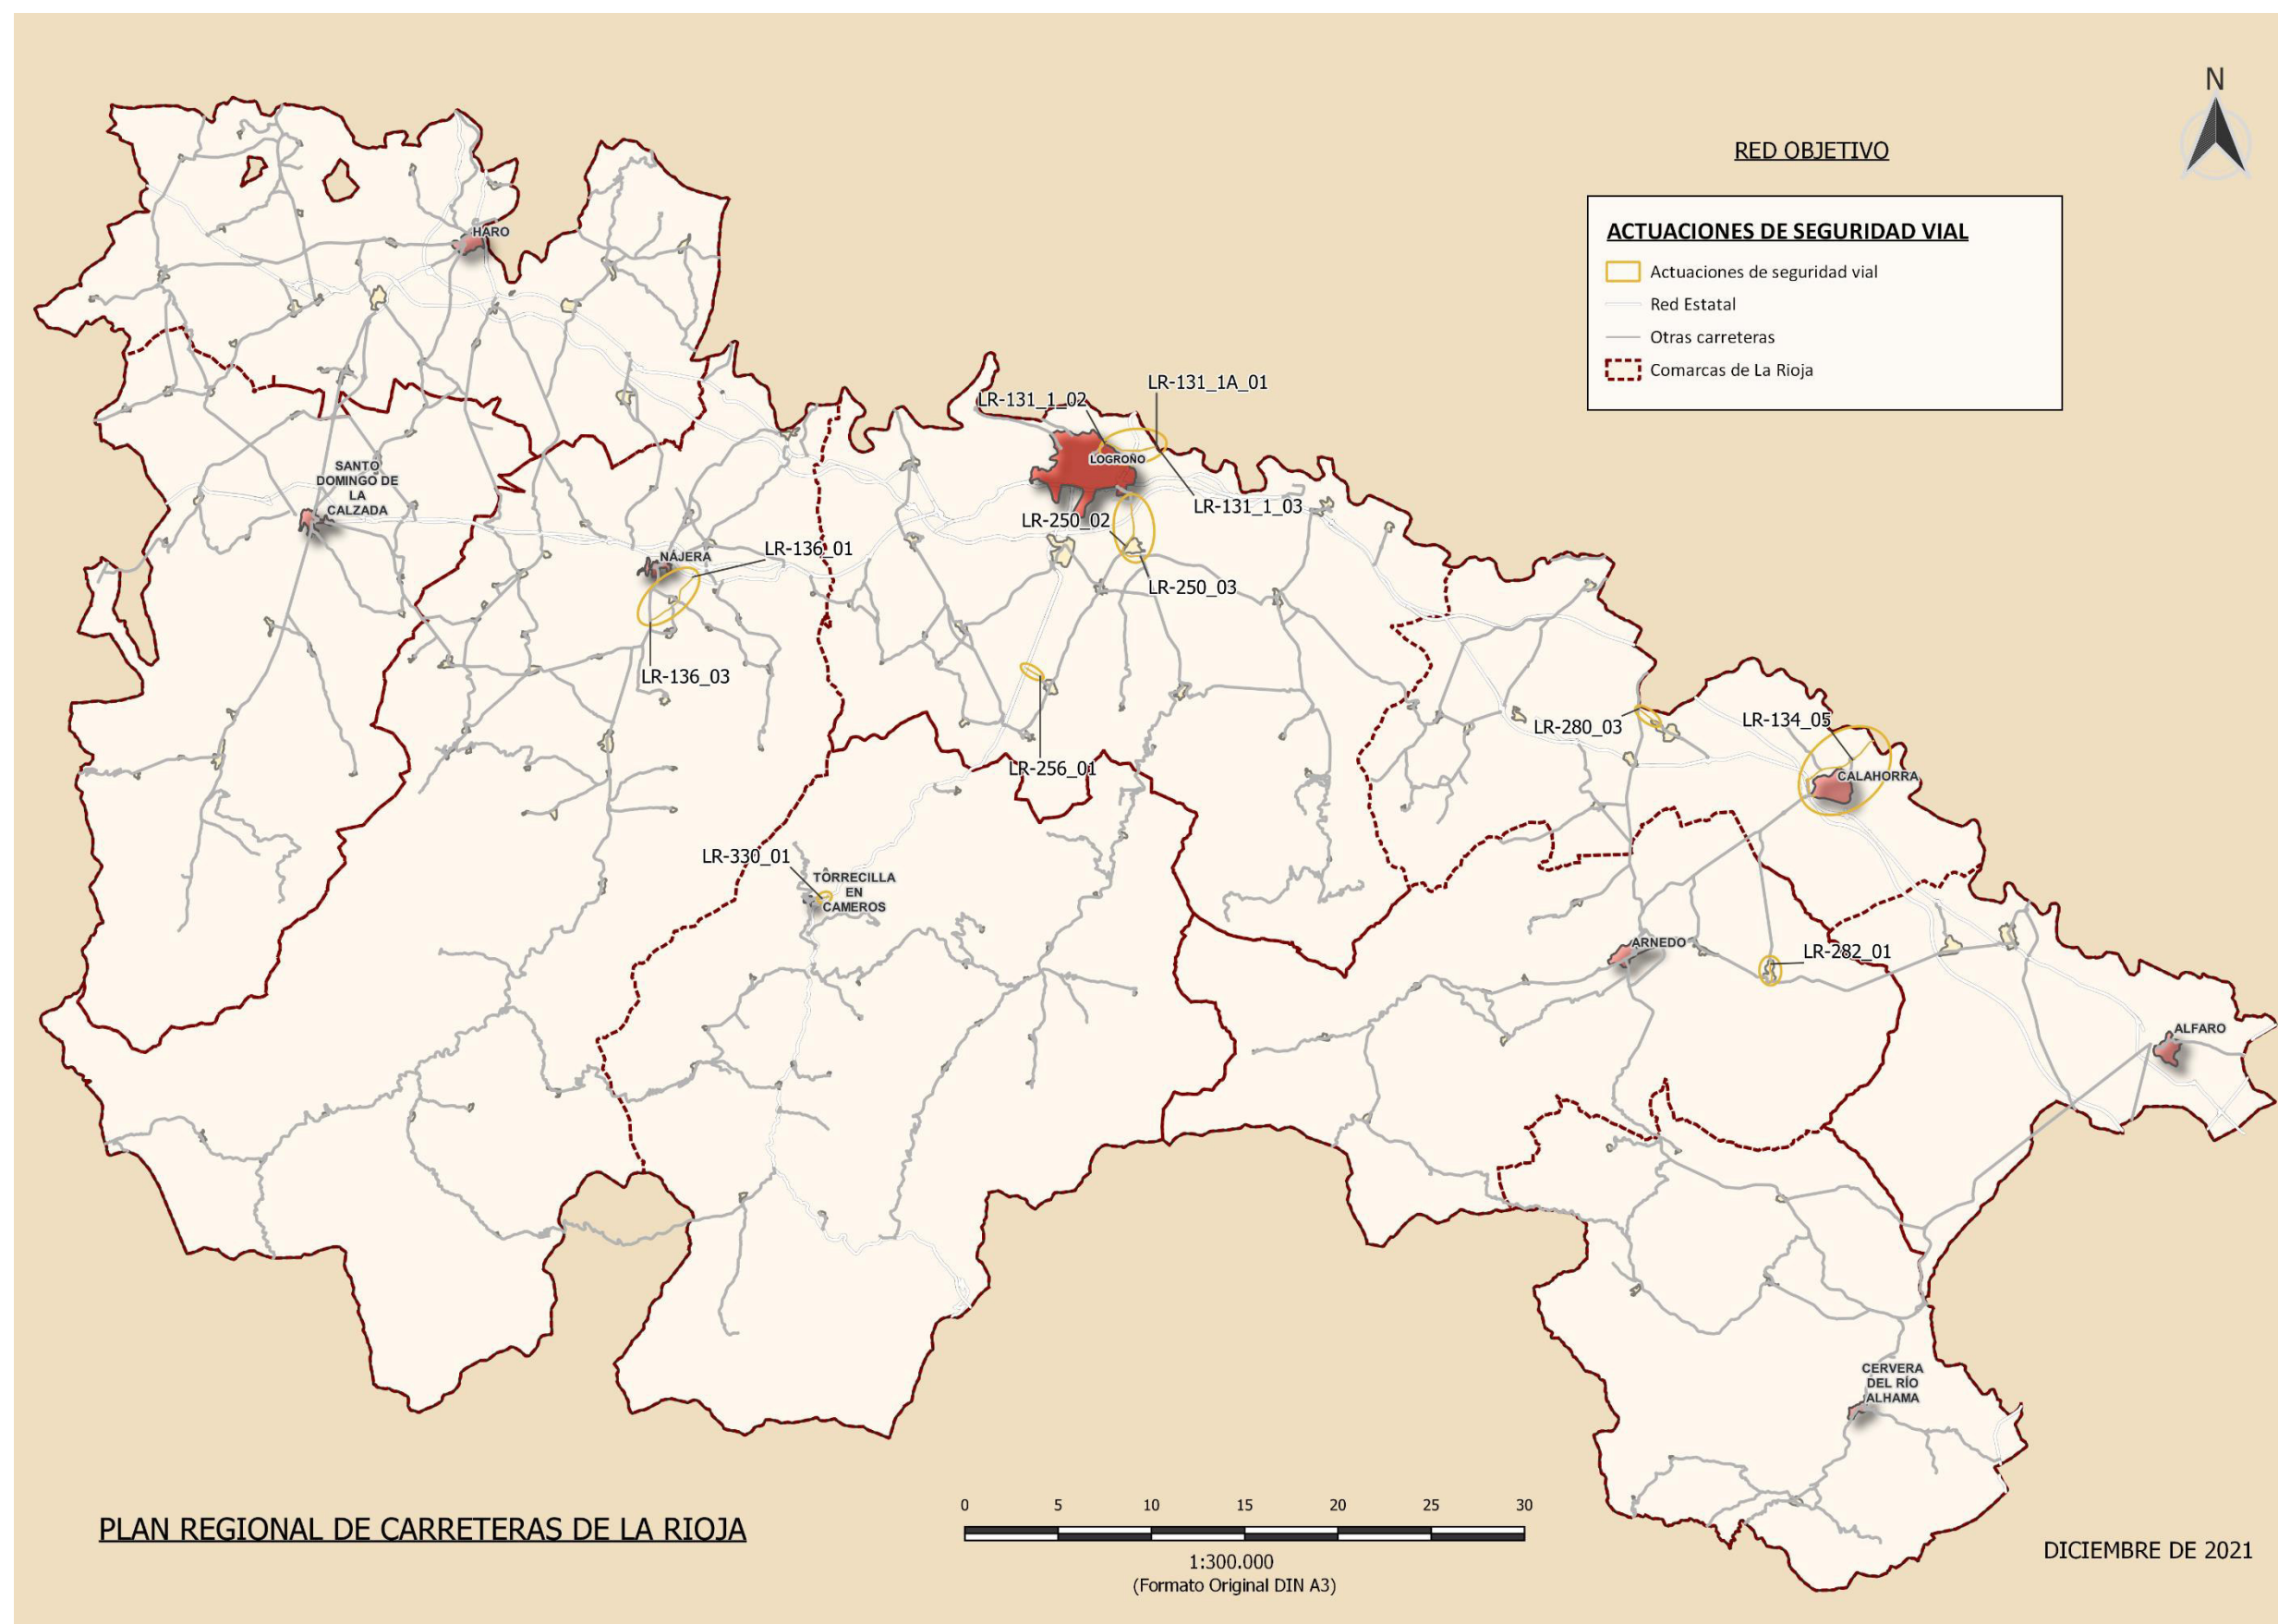 N
RED OBJETIVO
ACTUACIONES DE SEGURIDAD VIAL
Actuaciones de seguridad vial
Red Estatal
Otras carreteras
Comarcas de La Rioja
HARO
LR-131_1A_01
LR-131_1_02
LOGROÑO
SANTO
DOMINGO DE
LA
CALZADA
LR-131_1_03
LR-250_02
NÁJERA
LR-136_01
LR-250_03
LR-136_03
LR-280_03
LR-134_05
LR-256_01
CALAHORRA
LR-330_01
TORRECILLA
EN
CAMEROS
ARNEDO
LR-282_01
ALFARO
CERVERA
DEL RÍO
ALHAMA
PLAN REGIONAL DE CARRETERAS DE LA RIOJA
0 5 10 15 20 25 30
1:300.000
(Formato Original DIN A3)
DICIEMBRE DE 2021